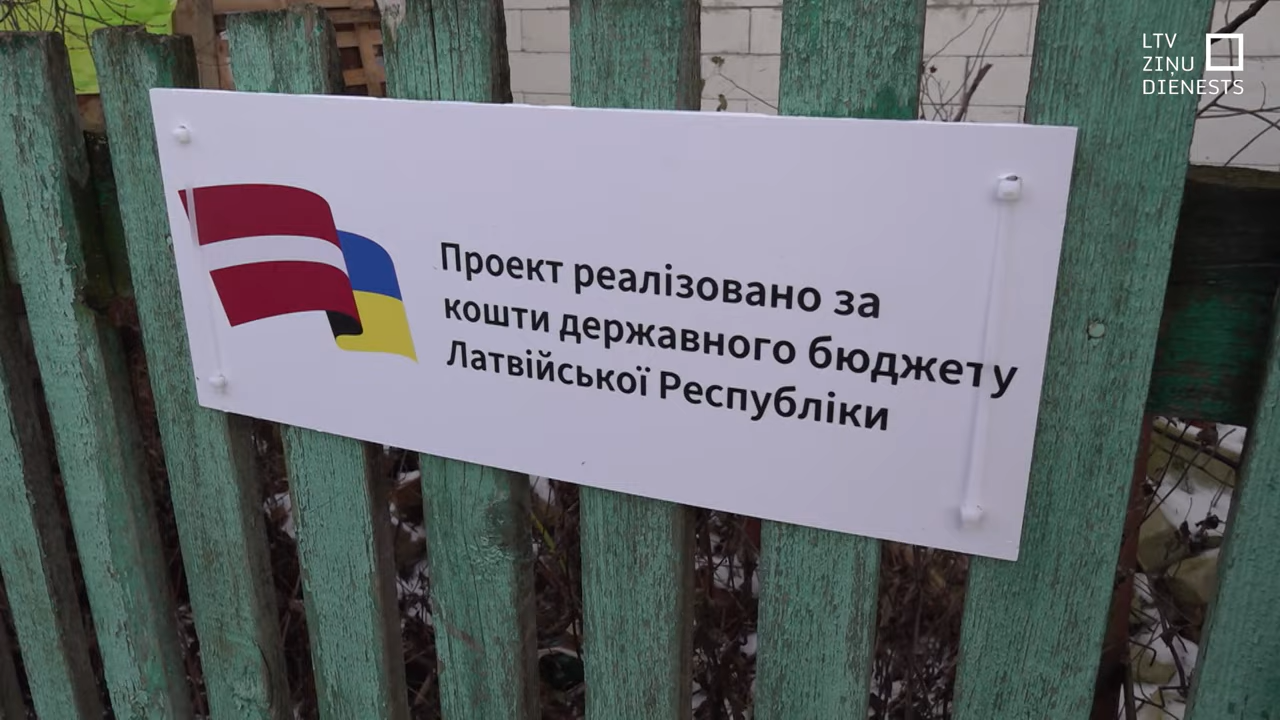 LTV
ZIŅU
DIENESTS
Проект реалізовано за
кошти державного бюджету
Латвійської Республіки